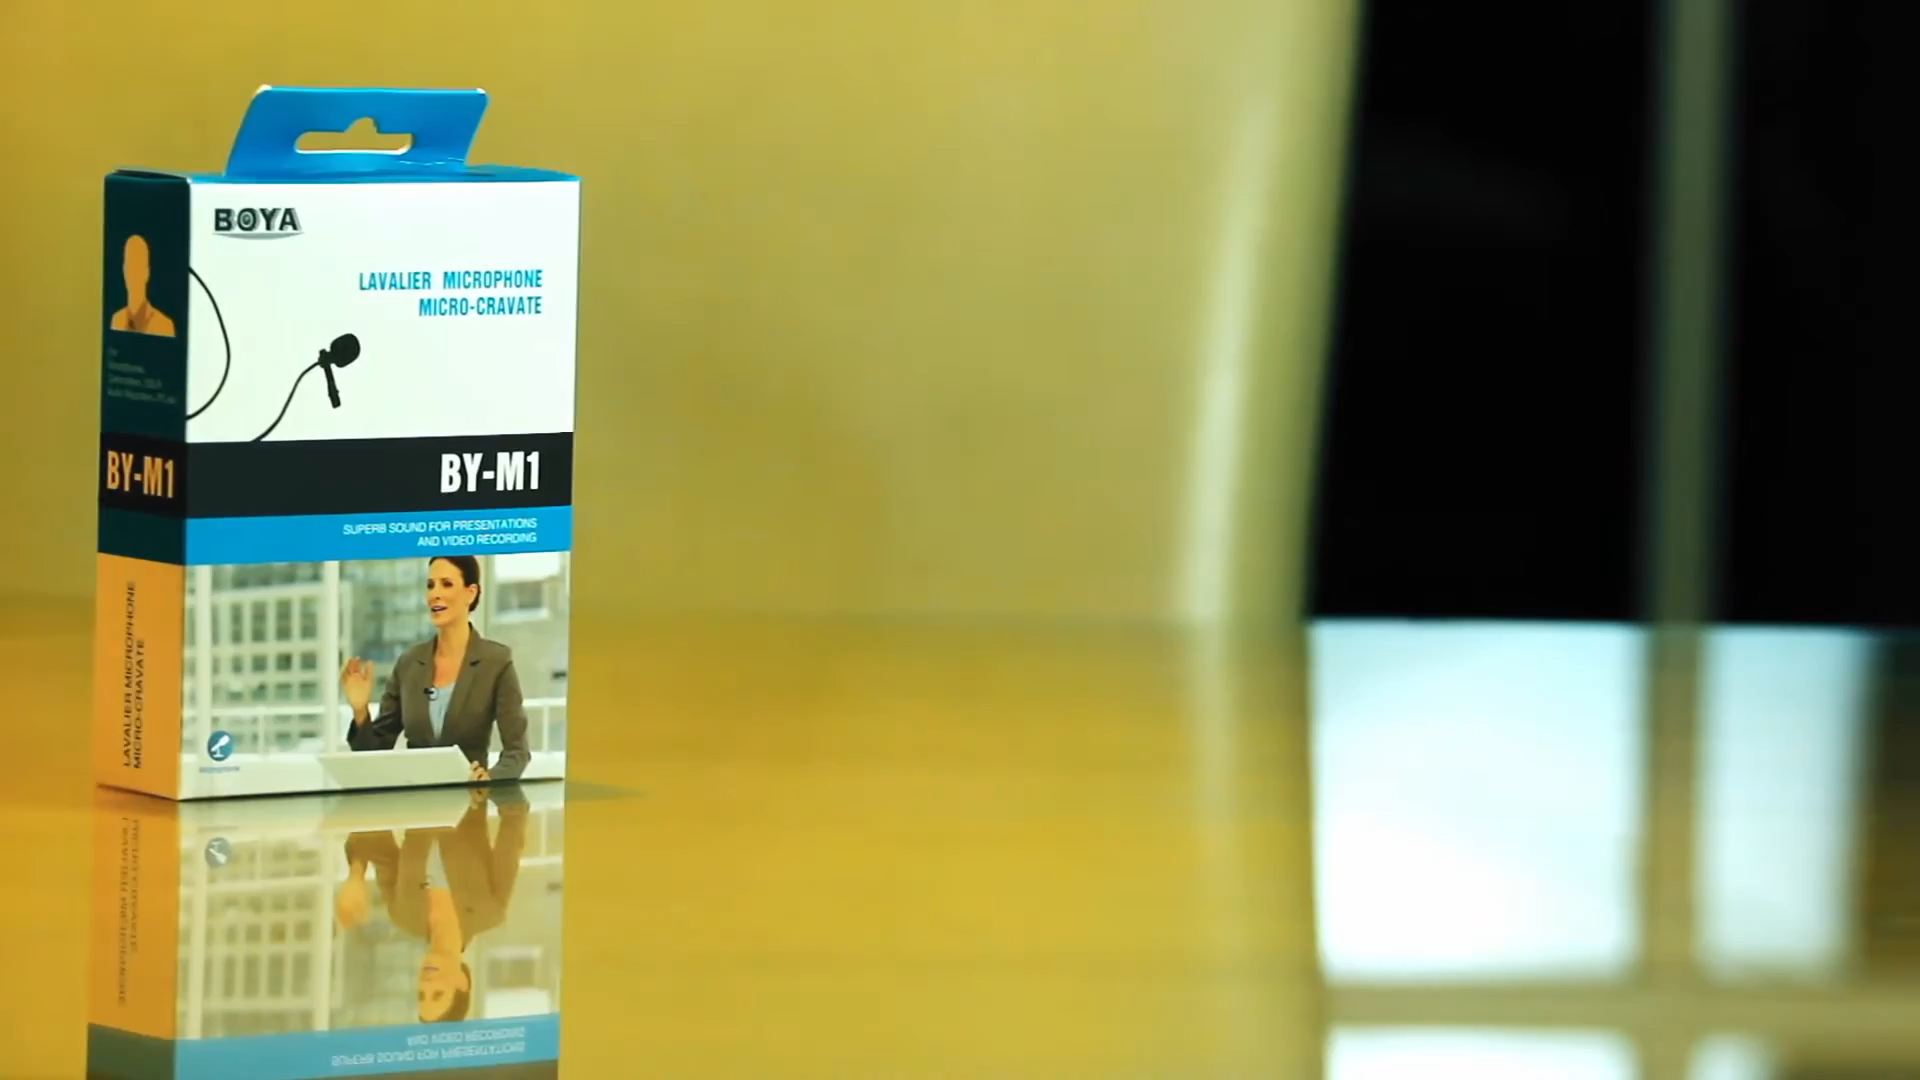 BOYA
LAVALIER MICROPHONE
MICRO-CRAVATE
BY-M1
SUPERB SOUND FOR PRESENTATIONS
AND VIDEO RECORDING
BY-M1
LAVALIER MICROPHONE
MICRO-CRAVATE